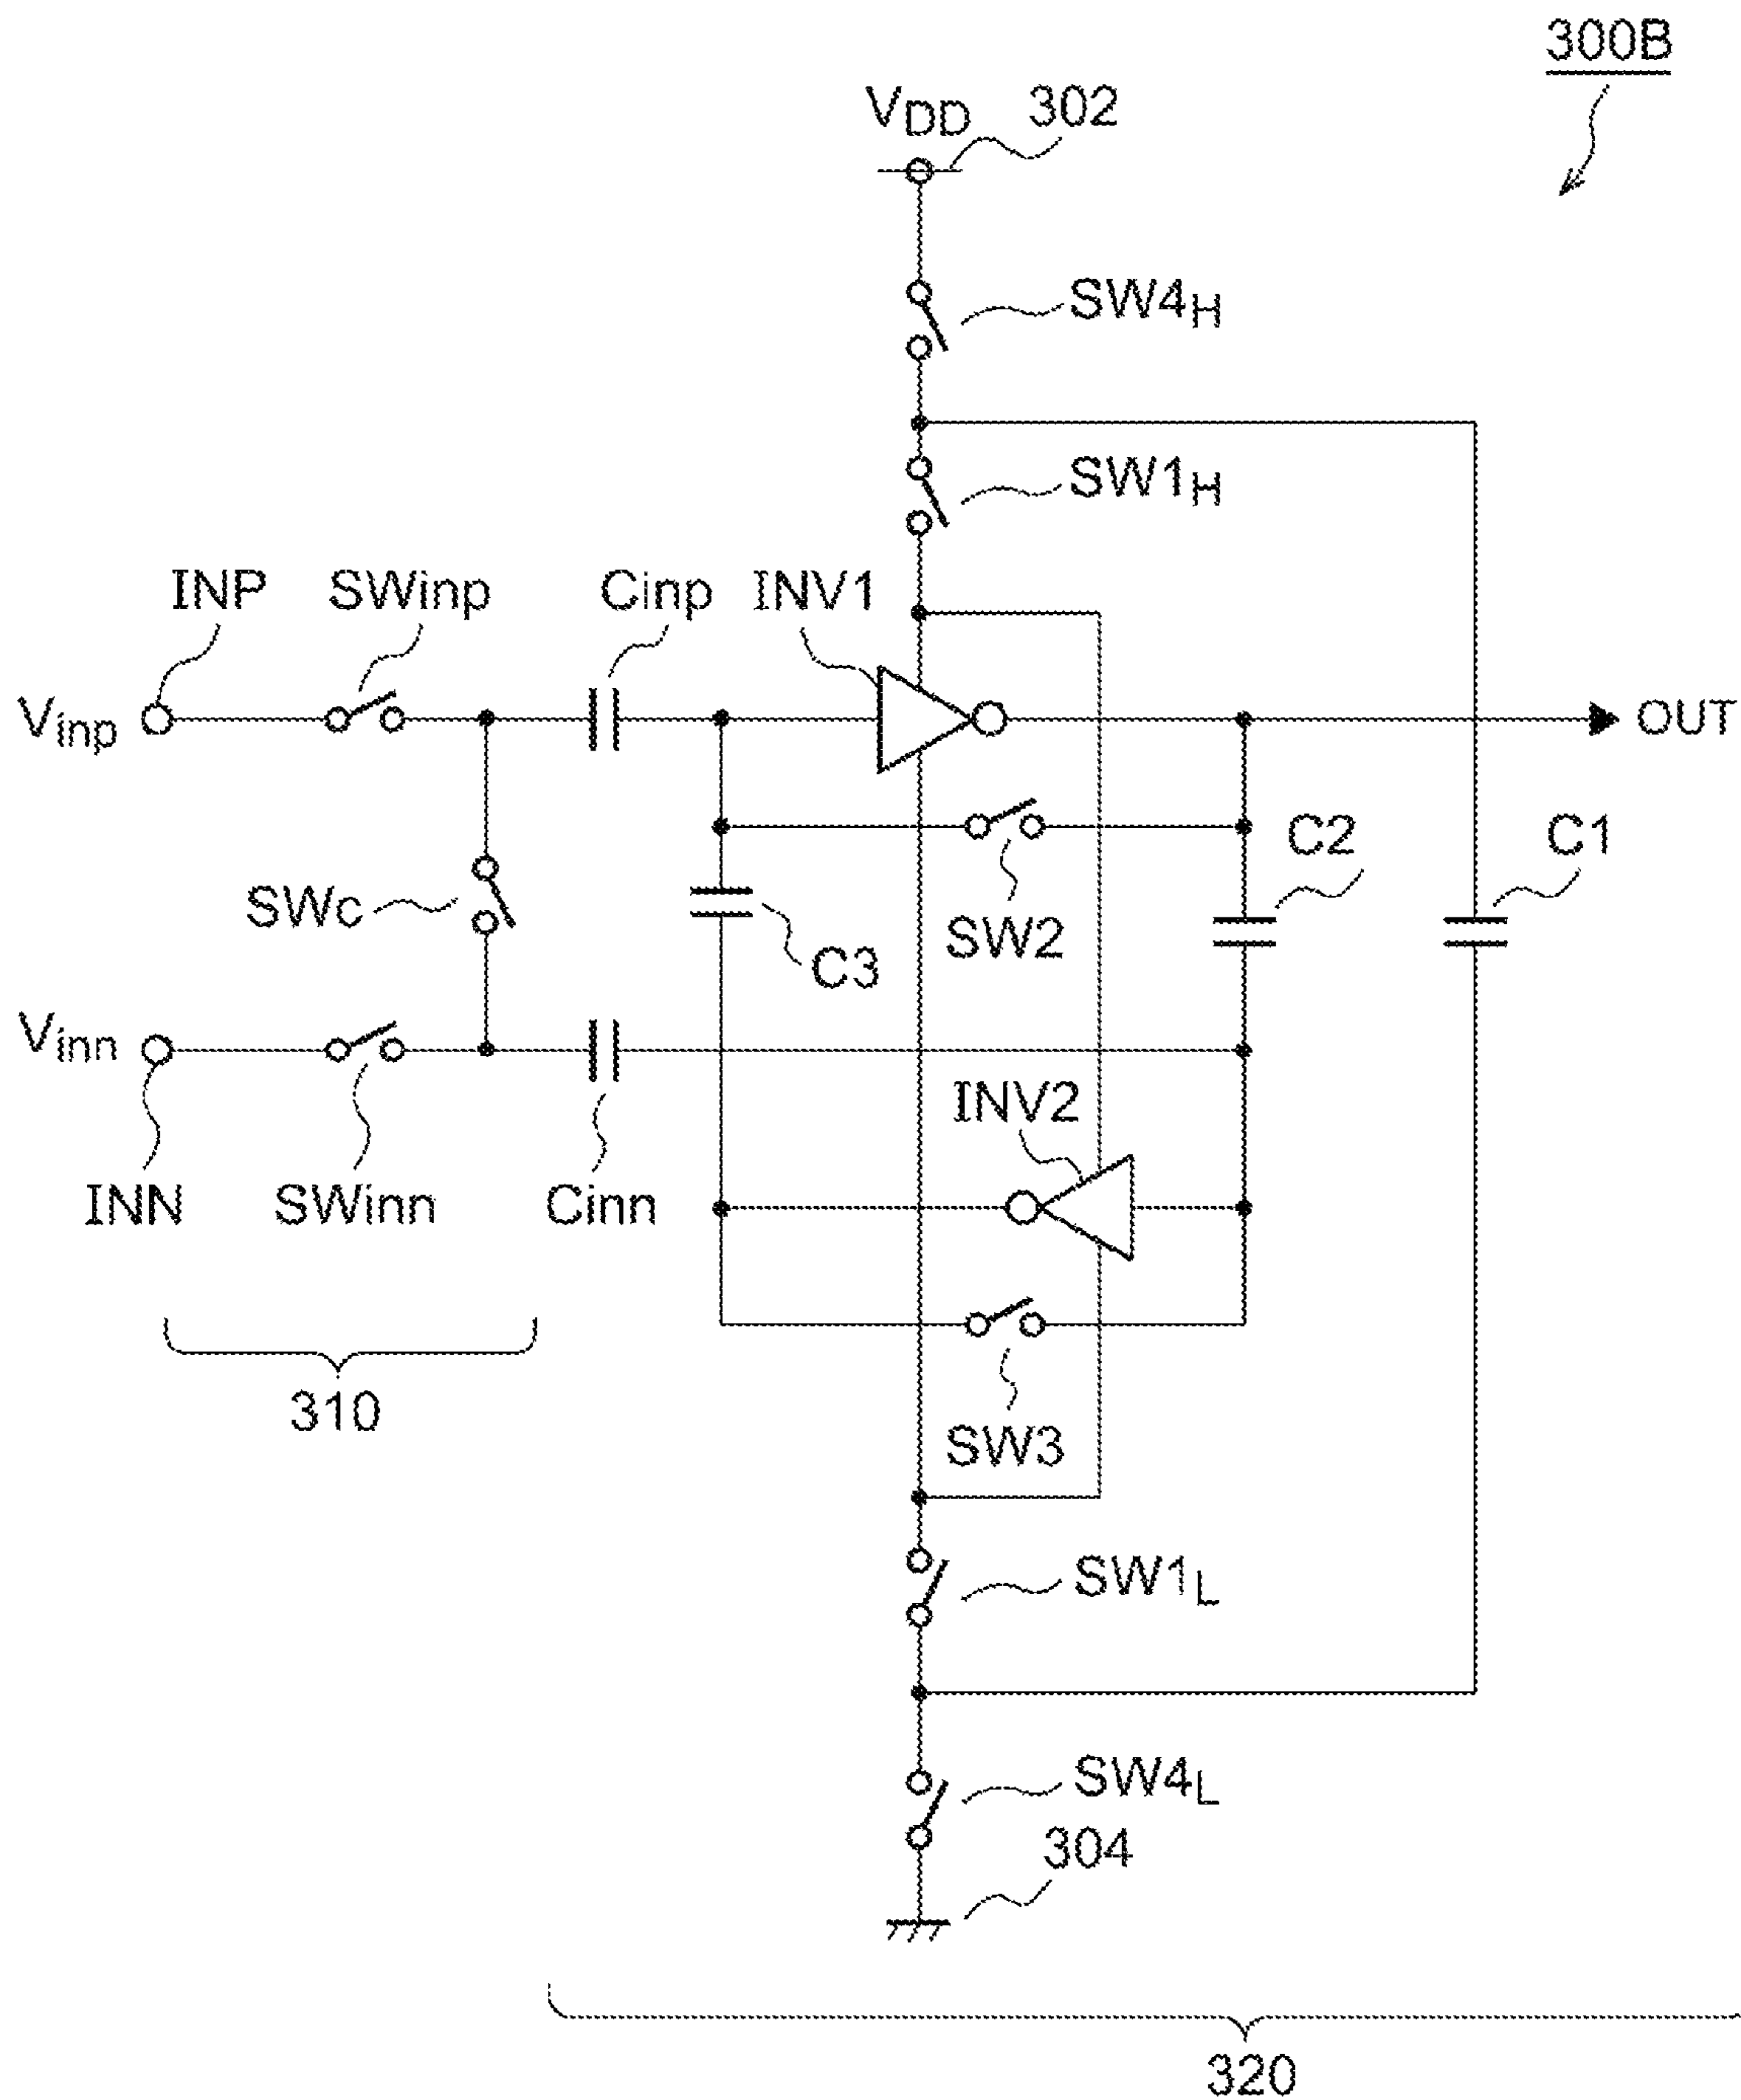 300B
VDD 302
SW4H
SW1H
INP SWinp Cinp INV1
Vinp OUT
C2 C1
SWc SW2
C3
Vinn
INV2
INN SWinn Cinn
310
SW3
SW1L
SW4L
304
320